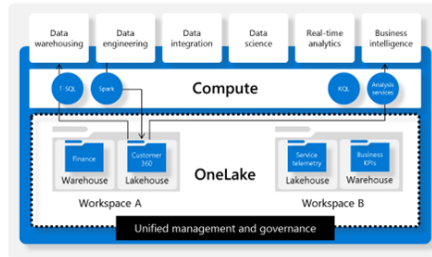 Data
warehousing
Data
engineering
Data
integration
Data
science
Real-time
analytics
Business
intelligence
T-SQL
Spark
Compute
KQL
Analysis
services
Finance
Customer
360
OneLake
Service
telemetry
Business
KPIs
Warehouse
Lakehouse
Lakehouse
Warehouse
Workspace A
Workspace B
Unified management and governance